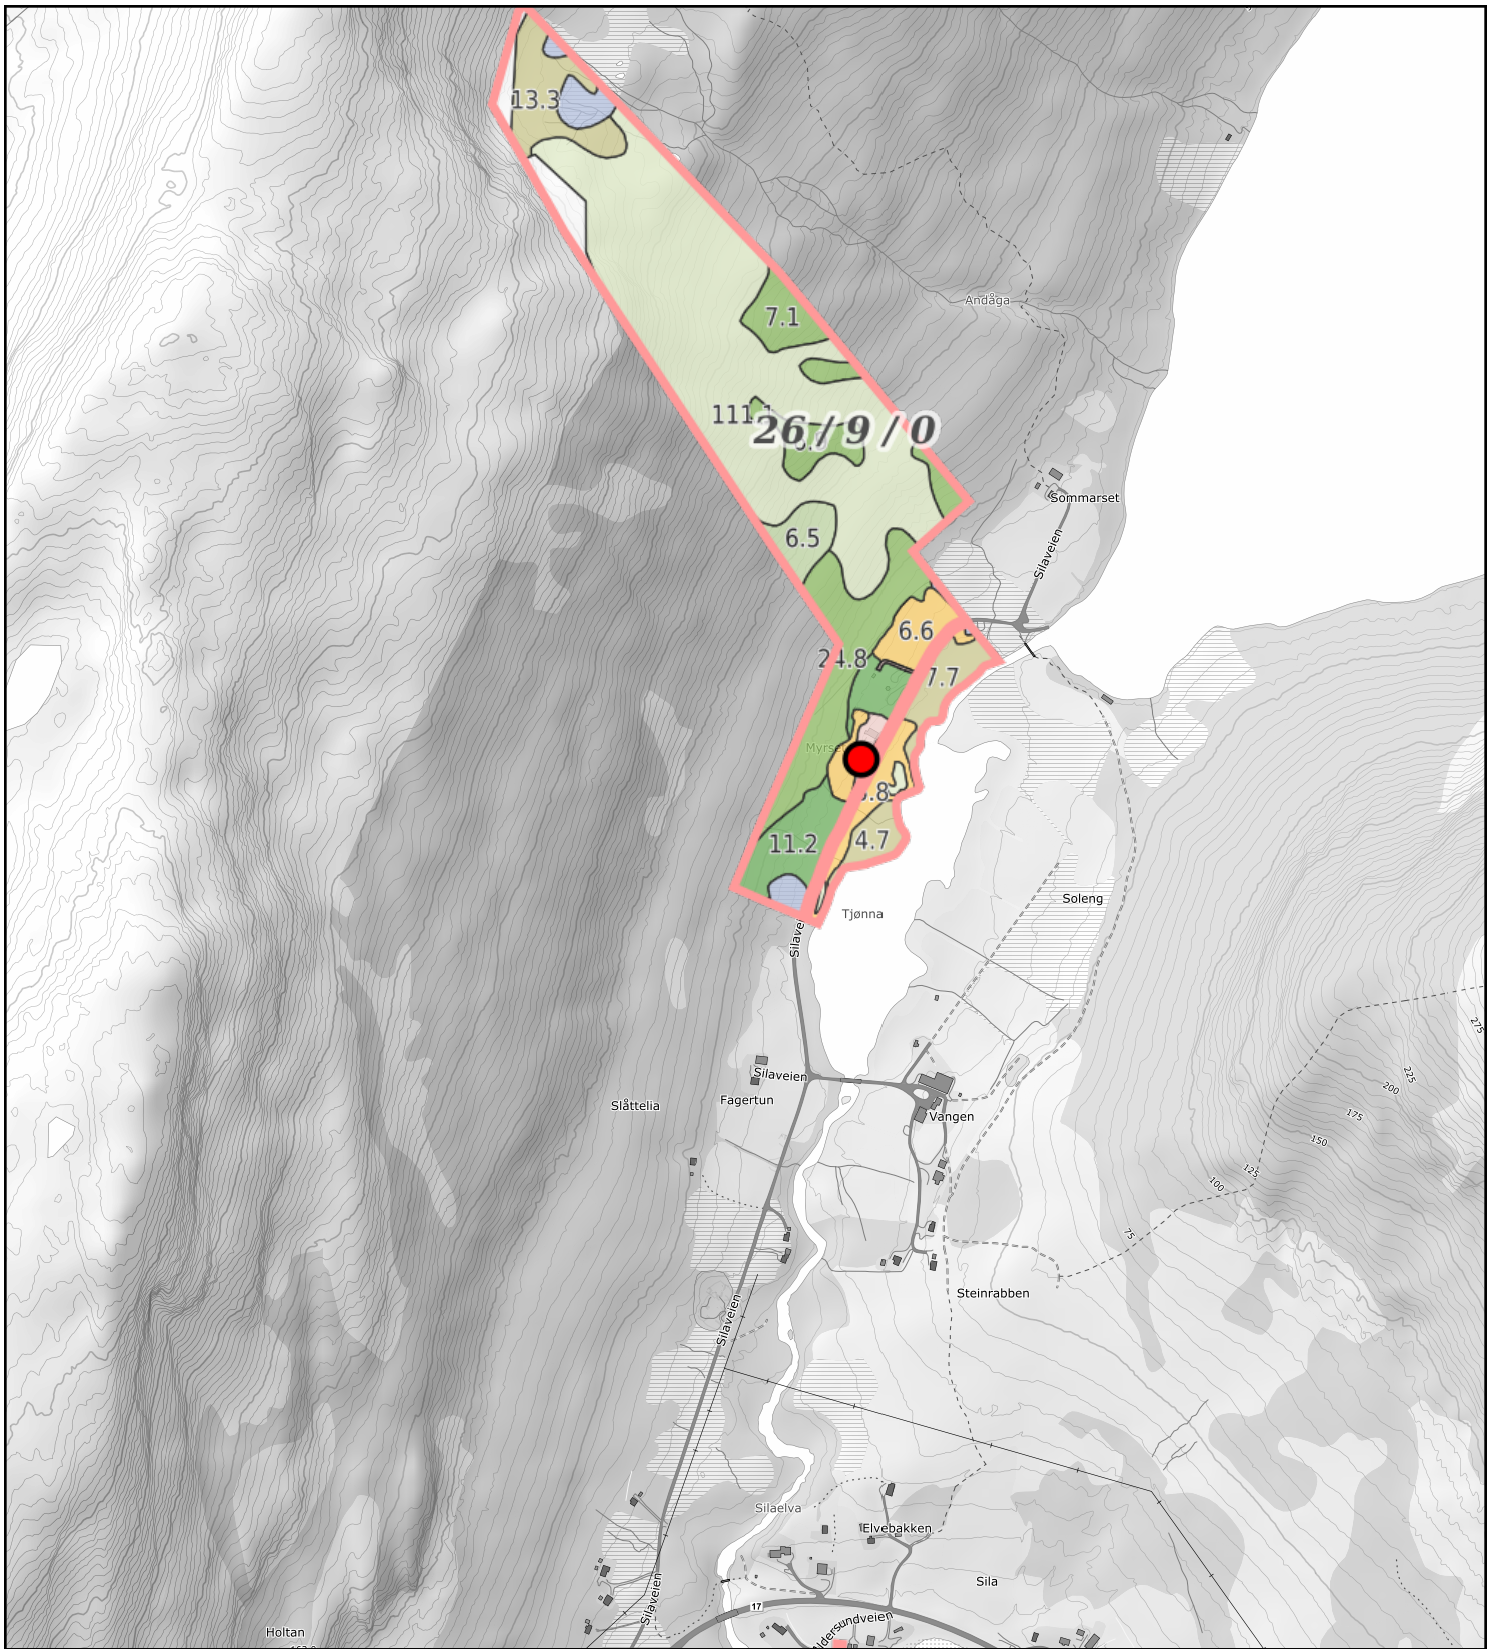 13.3
Andåga
7.1
111.1
26 / 9 / 0
Sommarset
6.5
Silaveien
6.6
24.8
7.7
11.2
4.7
Soleng
Tjønna
275
225
200
Silaveien
Fagertun
Slåttelia
Vangen
175
150
125
100
75
Steinrabben
Silaveien
Silaelva
Elvebakken
Sila
Silaveien
17
Holtan